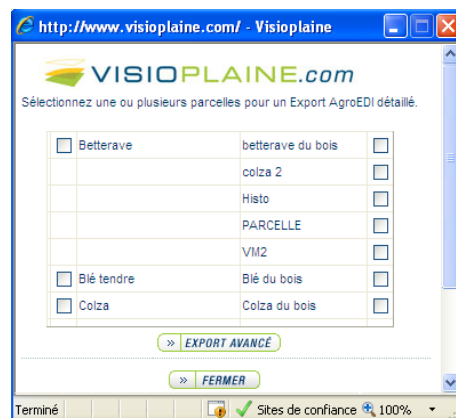 http://www.visioplaine.com/ - Visioplaine
VISIOPLAINE.com
Sélectionnez une ou plusieurs parcelles pour un Export AgroEDI détaillé.
Betterave betterave du bois
colza 2
Histo
PARCELLE
VM2
Blé tendre Blé du bois
Colza Colza du bois
» EXPORT AVANCÉ
» FERMER
Terminé Sites de confiance 100%